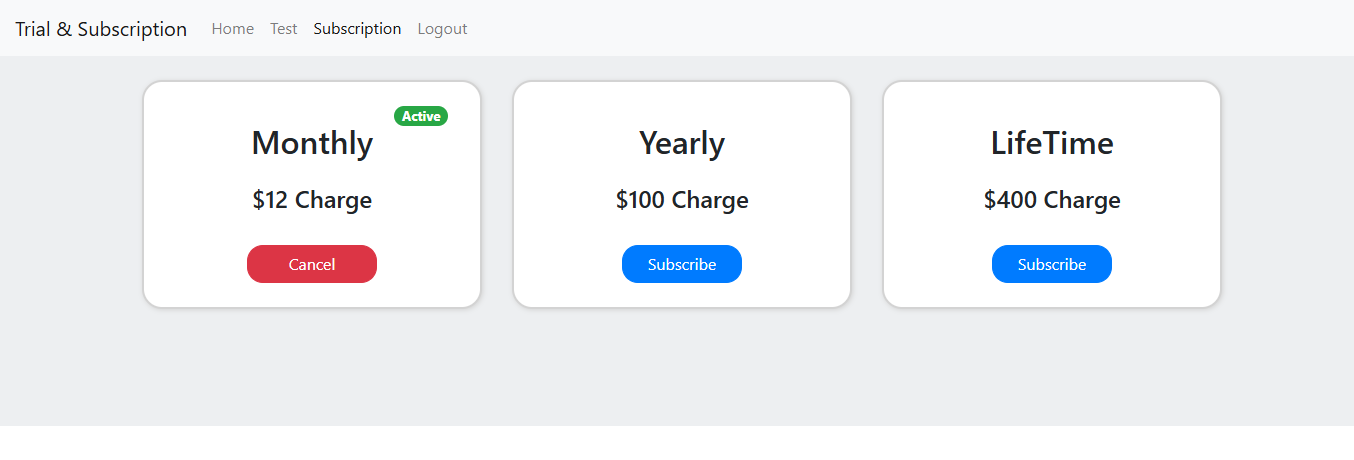 Trial & Subscription Home Test Subscription Logout
Active
Monthly
$12 Charge
Cancel
Yearly
$100 Charge
Subscribe
LifeTime
$400 Charge
Subscribe